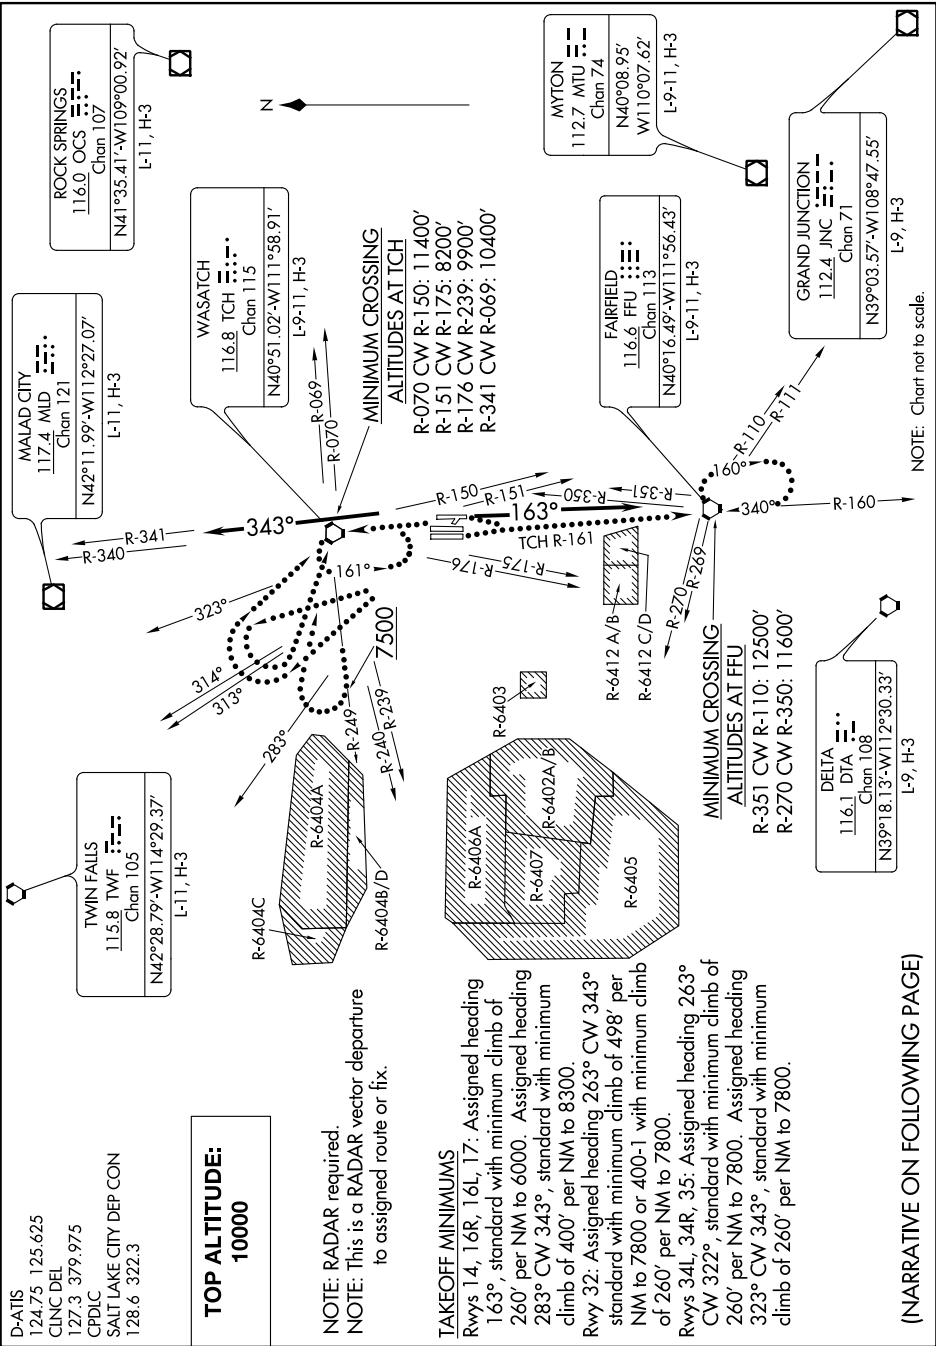 D-ATIS
124.75 125.625
CLNC DEL
127.3 379.975
CPDLC
SALT LAKE CITY DEP CON
128.6 322.3
TOP ALTITUDE:
10000
NOTE: RADAR required.
NOTE: This is a RADAR vector departure
to assigned route or fix.
TAKEOFF MINIMUMS
Rwys 14, 16R, 16L, 17: Assigned heading
163°, standard with minimum climb of
260' per NM to 6000. Assigned heading
283° CW 343°, standard with minimum
climb of 400' per NM to 8300.
Rwy 32: Assigned heading 263° CW 343°
standard with minimum climb of 498' per
NM to 7800 or 400-1 with minimum climb
of 260' per NM to 7800.
Rwys 34L, 34R, 35: Assigned heading 263°
CW 322°, standard with minimum climb of
260' per NM to 7800. Assigned heading
323° CW 343°, standard with minimum
climb of 260' per NM to 7800.
(NARRATIVE ON FOLLOWING PAGE)
TWIN FALLS
115.8 TWF
Chan 105
N42°28.79'-W114°29.37'
L-11, H-3
MALAD CITY
117.4 MLD
Chan 121
N42°11.99'-W112°27.07'
L-11, H-3
ROCK SPRINGS
116.0 OCS
Chan 107
N41°35.41'-W109°00.92'
L-11, H-3
WASATCH
116.8 TCH
Chan 115
N40°51.02'-W111°58.91'
L-9-11, H-3
N
MINIMUM CROSSING
ALTITUDES AT TCH
R-070 CW R-150: 11400'
R-151 CW R-175: 8200'
R-176 CW R-239: 9900'
R-341 CW R-069: 10400'
R-340
R-341
343°
R-069
R-070
323°
314°
313°
283°
161°
7500
R-249
R-240
R-239
R-150
R-151
R-176
R-175
163°
TCH R-161
R-350
R-351
R-6404A
R-6404C
R-6404B/D
R-6406A
R-6407
R-6402A/B
R-6405
R-6403
R-6412 A/B
R-6412 C/D
MYTON
112.7 MTU
Chan 74
N40°08.95'
W110°07.62'
L-9-11, H-3
FAIRFIELD
116.6 FFU
Chan 113
N40°16.49'-W111°56.43'
L-9-11, H-3
GRAND JUNCTION
112.4 JNC
Chan 71
N39°03.57'-W108°47.55'
L-9, H-3
R-110
R-111
160°
340°
R-160
R-269
R-270
MINIMUM CROSSING
ALTITUDES AT FFU
R-351 CW R-110: 12500'
R-270 CW R-350: 11600'
DELTA
116.1 DTA
Chan 108
N39°18.13'-W112°30.33'
L-9, H-3
NOTE: Chart not to scale.